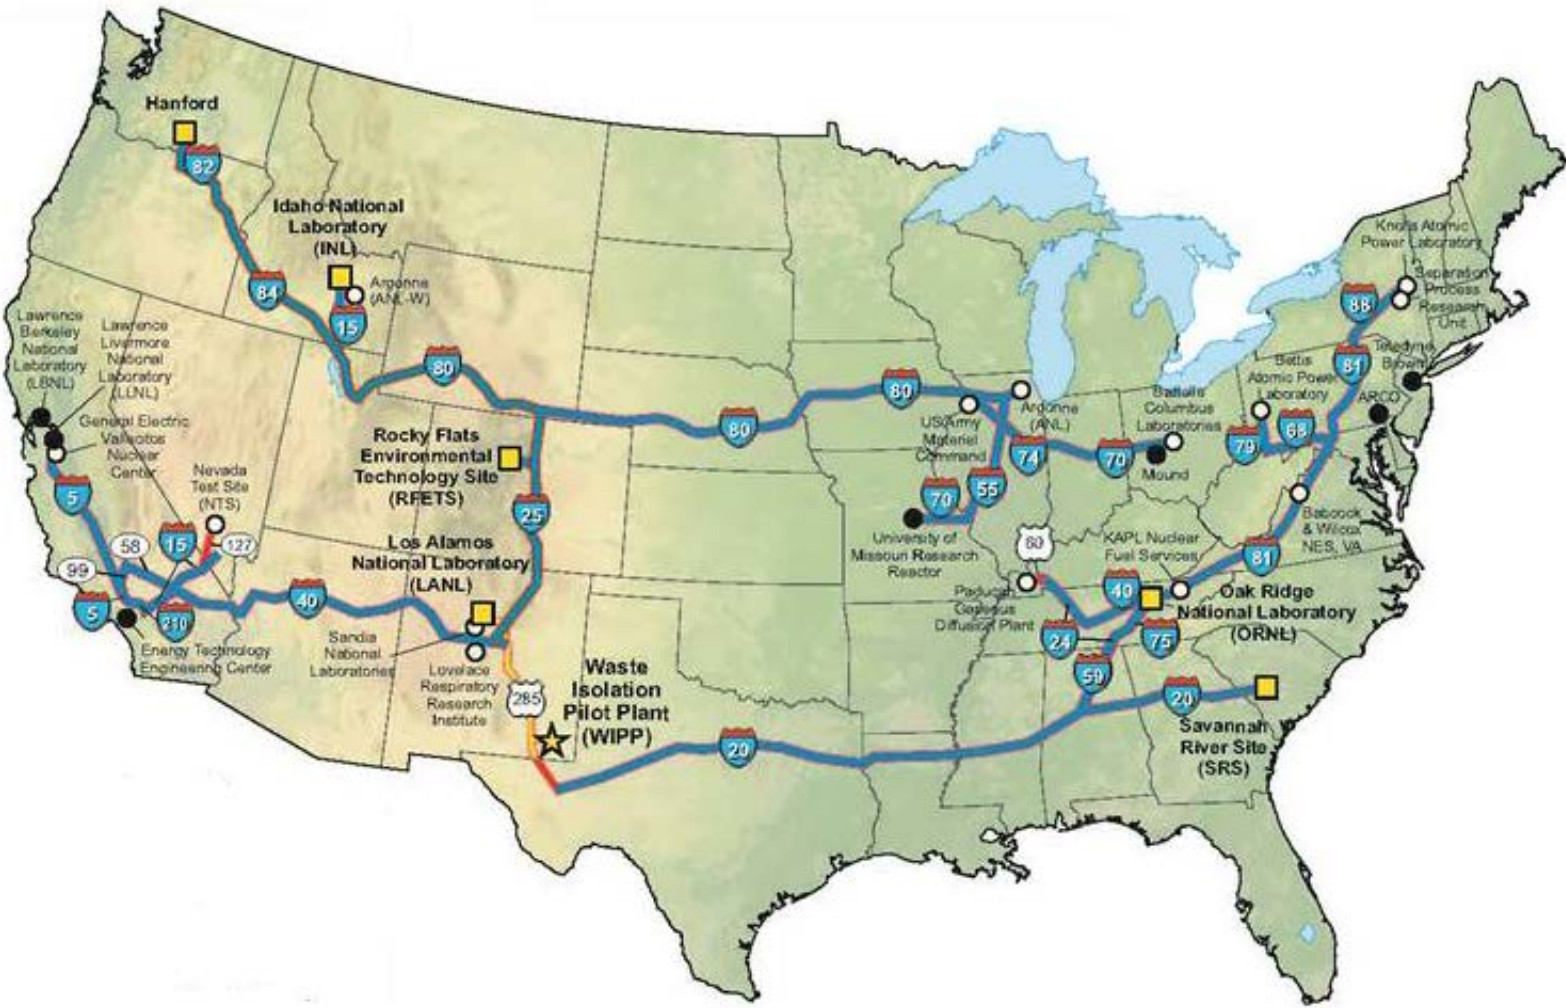 Hanford
82
Idaho National
Laboratory
(INL)
Argonne
(ANL-W)
84
15
80
Lawrence
Berkeley
National
Laboratory
(LBNL)
Lawrence
Livermore
National
Laboratory
(LLNL)
General Electric
Vallecitos
Nuclear
Center
Nevada
Test Site
(NTS)
5
58
15
127
99
5
210
Energy Technology
Engineering Center
40
Rocky Flats
Environmental
Technology Site
(RFETS)
25
Los Alamos
National Laboratory
(LANL)
Sandia
National
Laboratories
Lovelace
Respiratory
Research
Institute
285
Waste
Isolation
Pilot Plant
(WIPP)
20
80
80
US Army
Materiel
Command
Argonne
(ANL)
74
70
Battelle
Columbus
Laboratories
Mound
70
55
University of
Missouri Research
Reactor
60
Paducah
Gaseous
Diffusion Plant
KAPL Nuclear
Fuel Services
40
24
75
59
Oak Ridge
National Laboratory
(ORNL)
20
Savannah
River Site
(SRS)
81
Babcock
& Wilcox
NES, VA
79
68
Bettis
Atomic Power
Laboratory
81
88
Knolls Atomic
Power Laboratory
Separation
Process
Research
Unit
Teledyne
Brown
ARCO